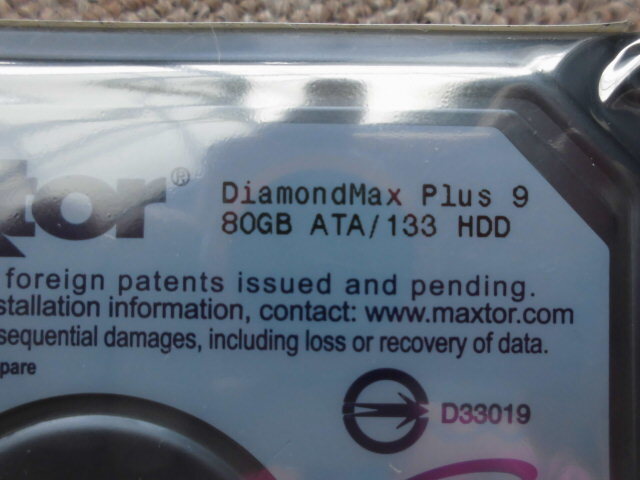 xtor®
DiamondMax Plus 9
80GB ATA/133 HDD
foreign patents issued and pending.
stallation information, contact: www.maxtor.com
sequential damages, including loss or recovery of data.
pare
D33019